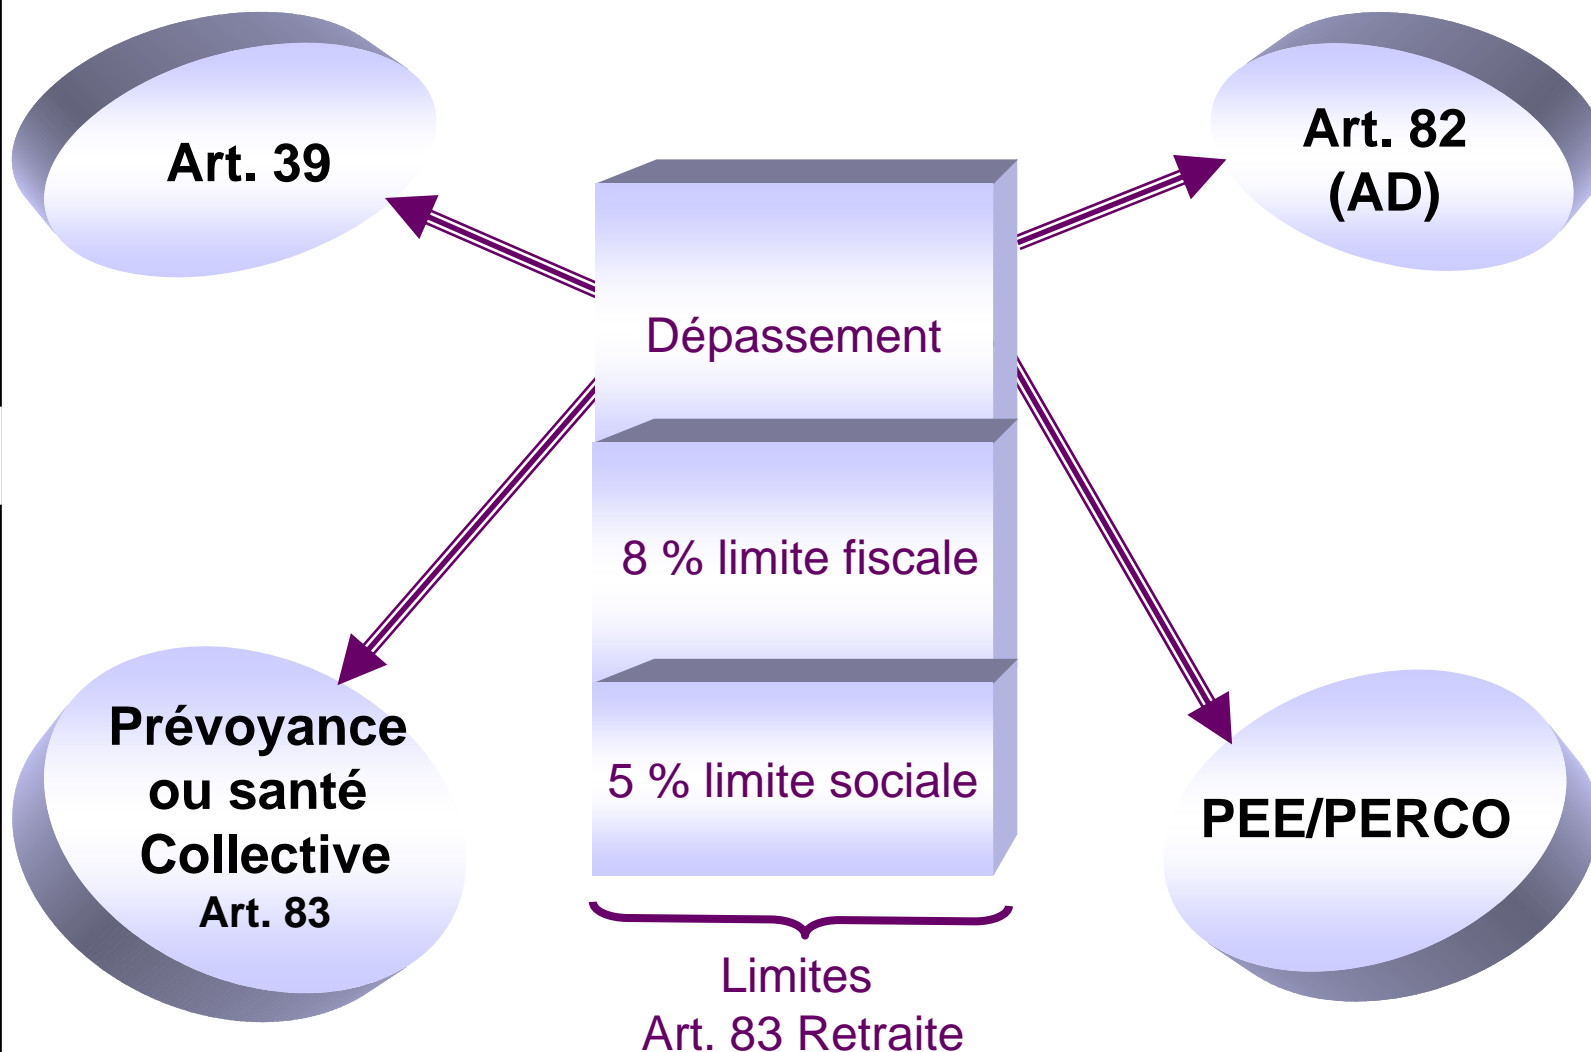 Art. 39
Art. 82
(AD)
Dépassement
8 % limite fiscale
5 % limite sociale
Prévoyance
ou santé
Collective
Art. 83
PEE/PERCO
Limites
Art. 83 Retraite